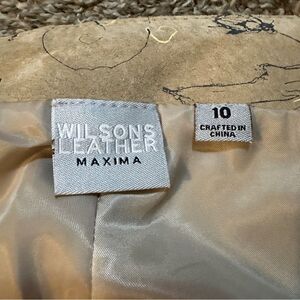 WILSONS
LEATHER
MAXIMA
10
CRAFTED IN
CHINA